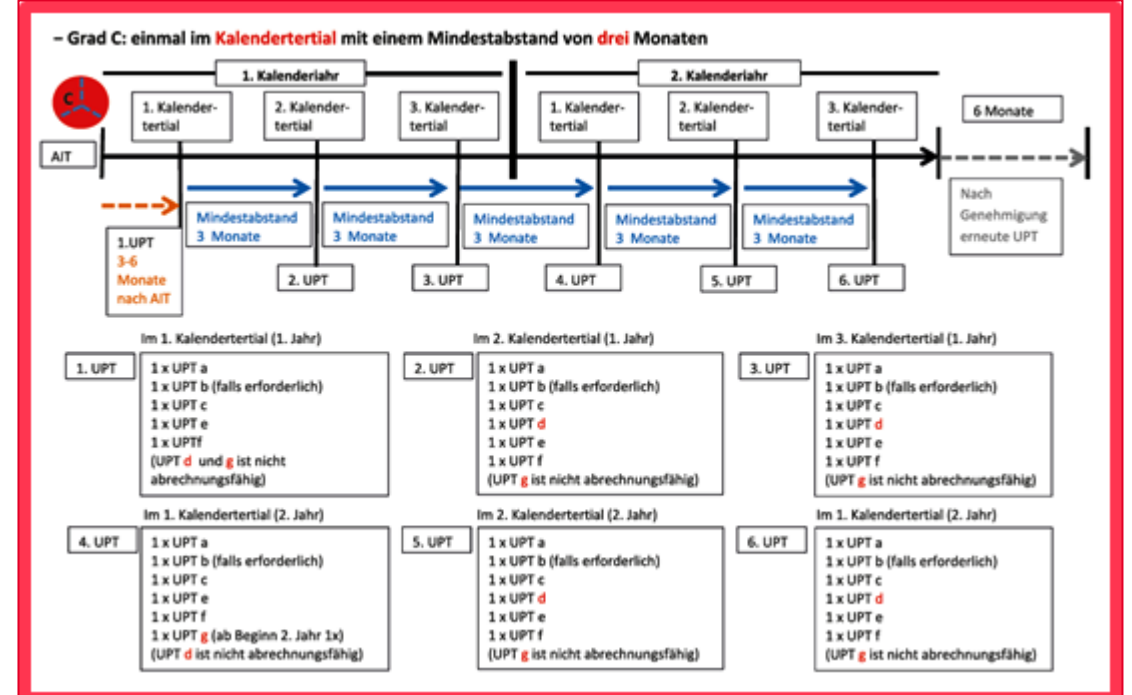 – Grad C: einmal im Kalendertertial mit einem Mindestabstand von drei Monaten
1. Kalenderjahr
2. Kalenderjahr
C
1. Kalender-
tertial
2. Kalender-
tertial
3. Kalender-
tertial
1. Kalender-
tertial
2. Kalender-
tertial
3. Kalender-
tertial
6 Monate
AIT
Mindestabstand
3 Monate
Mindestabstand
3 Monate
Mindestabstand
3 Monate
Mindestabstand
3 Monate
Mindestabstand
3 Monate
Nach
Genehmigung
erneute UPT
1.UPT
3-6
Monate
nach AIT
2. UPT
3. UPT
4. UPT
5. UPT
6. UPT
Im 1. Kalendertertial (1. Jahr)
1. UPT
1 x UPT a
1 x UPT b (falls erforderlich)
1 x UPT c
1 x UPT e
1 x UPTf
(UPT d und g ist nicht
abrechnungsfähig)
Im 2. Kalendertertial (1. Jahr)
2. UPT
1 x UPT a
1 x UPT b (falls erforderlich)
1 x UPT c
1 x UPT d
1 x UPT e
1 x UPT f
(UPT g ist nicht abrechnungsfähig)
Im 3. Kalendertertial (1. Jahr)
3. UPT
1 x UPT a
1 x UPT b (falls erforderlich)
1 x UPT c
1 x UPT d
1 x UPT e
1 x UPT f
(UPT g ist nicht abrechnungsfähig)
Im 1. Kalendertertial (2. Jahr)
4. UPT
1 x UPT a
1 x UPT b (falls erforderlich)
1 x UPT c
1 x UPT e
1 x UPT f
1 x UPT g (ab Beginn 2. Jahr 1x)
(UPT d ist nicht abrechnungsfähig)
Im 2. Kalendertertial (2. Jahr)
5. UPT
1 x UPT a
1 x UPT b (falls erforderlich)
1 x UPT c
1 x UPT d
1 x UPT e
1 x UPT f
(UPT g ist nicht abrechnungsfähig)
Im 1. Kalendertertial (2. Jahr)
6. UPT
1 x UPT a
1 x UPT b (falls erforderlich)
1 x UPT c
1 x UPT d
1 x UPT e
1 x UPT f
(UPT g ist nicht abrechnungsfähig)